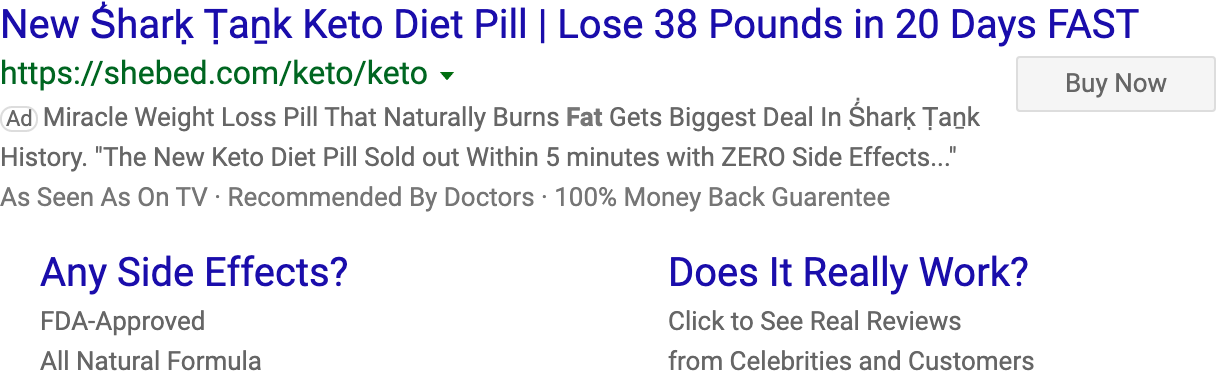 New Ṥharḳ Ṭaṉk Keto Diet Pill | Lose 38 Pounds in 20 Days FAST
https://shebed.com/keto/keto
Buy Now
Ad Miracle Weight Loss Pill That Naturally Burns Fat Gets Biggest Deal In Ṥharḳ Ṭaṉk
History. "The New Keto Diet Pill Sold out Within 5 minutes with ZERO Side Effects..."
As Seen As On TV · Recommended By Doctors · 100% Money Back Guarentee
Any Side Effects?
FDA-Approved
All Natural Formula
Does It Really Work?
Click to See Real Reviews
from Celebrities and Customers